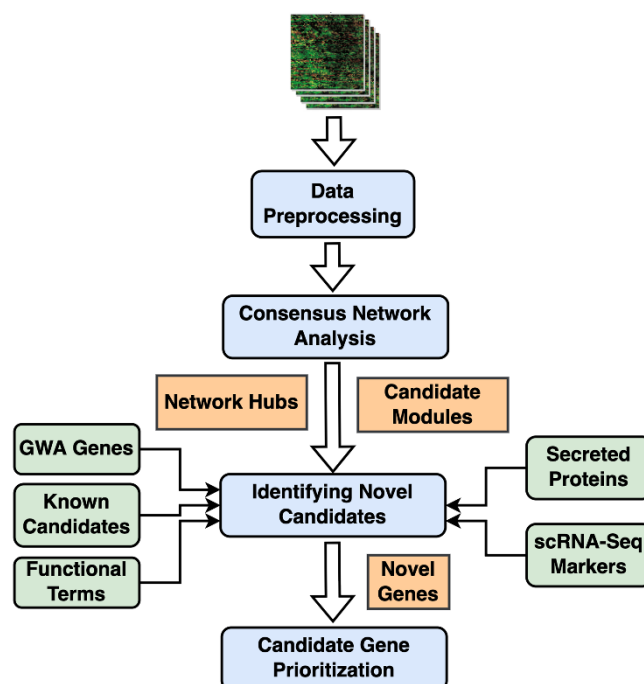 Data
Preprocessing
Consensus Network
Analysis
Network Hubs
Candidate
Modules
GWA Genes
Known
Candidates
Functional
Terms
Identifying Novel
Candidates
Secreted
Proteins
scRNA-Seq
Markers
Novel
Genes
Candidate Gene
Prioritization